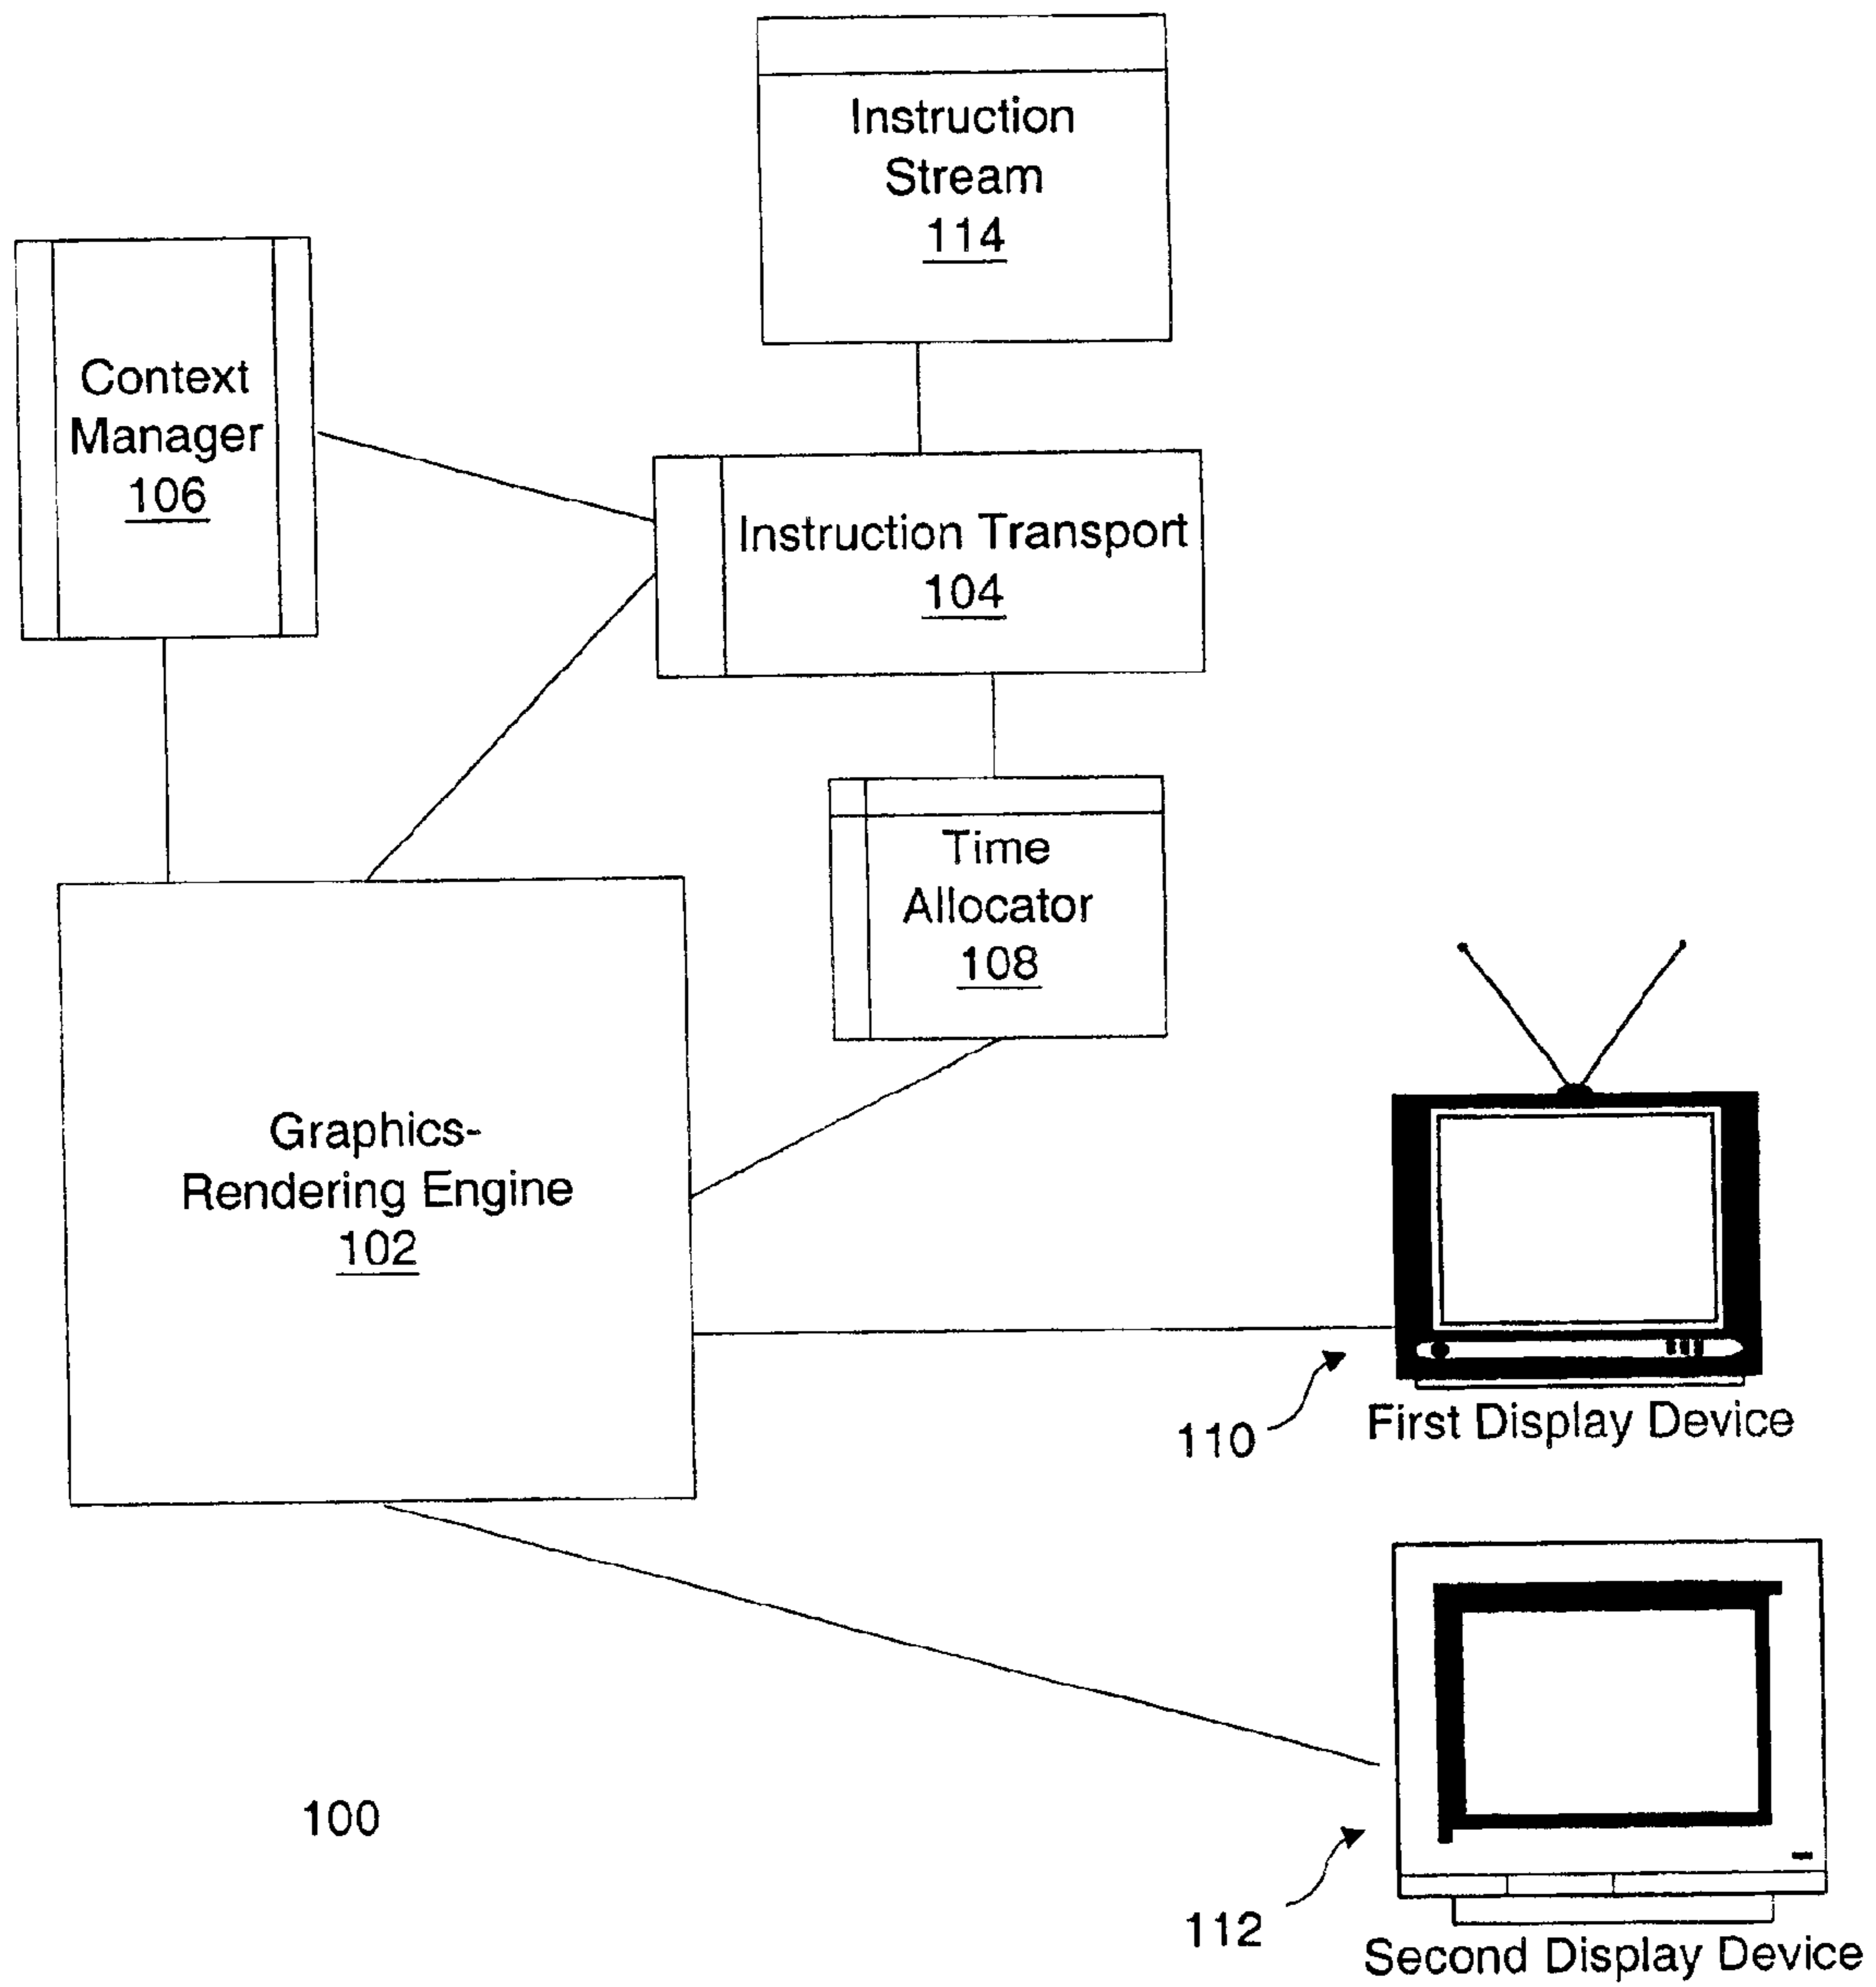 Instruction
Stream
114
Context
Manager
106
Instruction Transport
104
Time
Allocator
108
Graphics-
Rendering Engine
102
110
First Display Device
100
112
Second Display Device